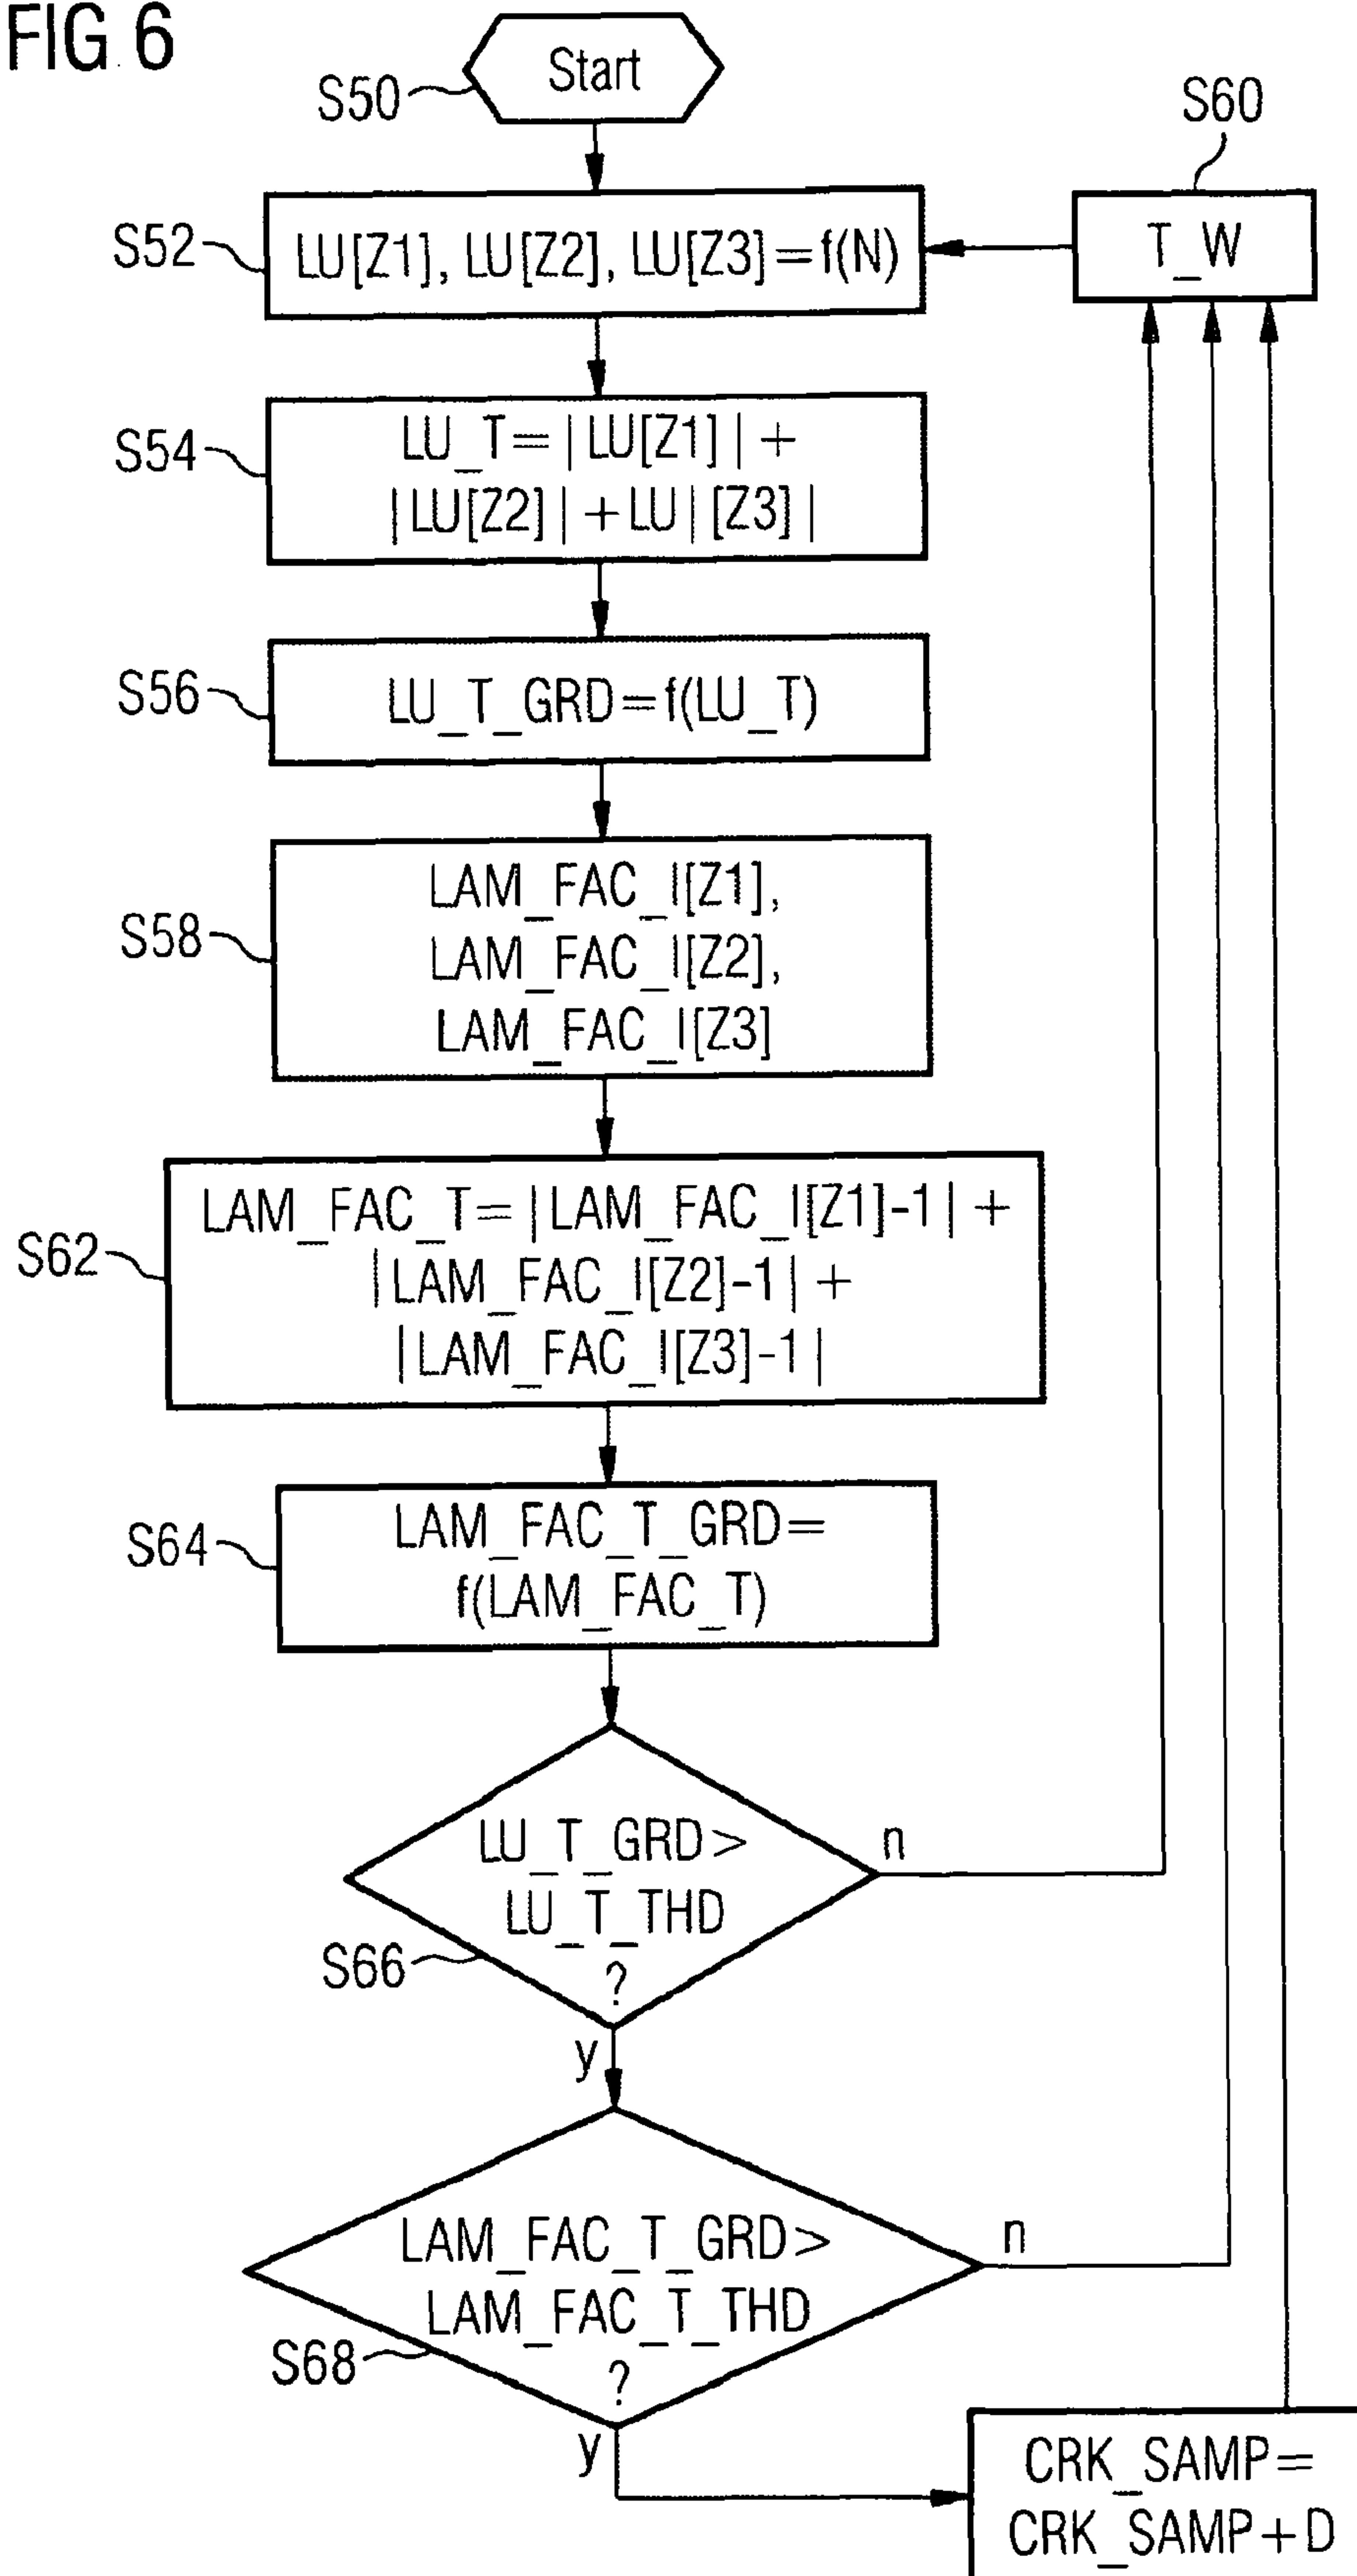 FIG 6
Start
S50
S60
S52
LU[Z1], LU[Z2], LU[Z3]=f(N)
T_W
S54
LU_T=|LU[Z1]|+
|LU[Z2]|+LU|[Z3]|
S56
LU_T_GRD=f(LU_T)
S58
LAM_FAC_I[Z1],
LAM_FAC_I[Z2],
LAM_FAC_I[Z3]
S62
LAM_FAC_T=|LAM_FAC_I[Z1]-1|+
|LAM_FAC_I[Z2]-1|+
|LAM_FAC_I[Z3]-1|
S64
LAM_FAC_T_GRD=
f(LAM_FAC_T)
LU_T_GRD>
LU_T_THD
?
n
S66
y
LAM_FAC_T_GRD>
LAM_FAC_T_THD
?
n
S68
y
CRK_SAMP=
CRK_SAMP+D